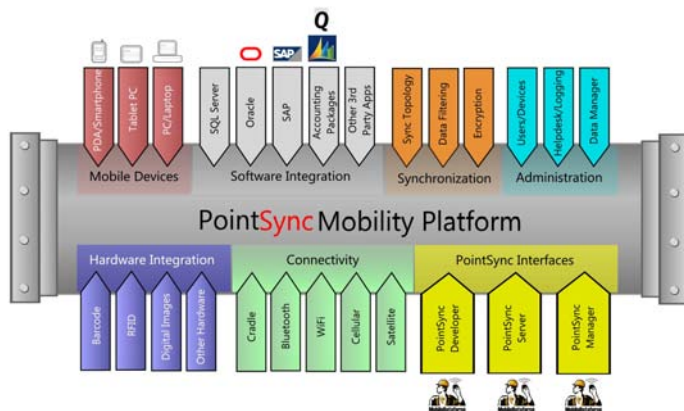 Q
SAP
PDA/Smartphone
Tablet PC
PC/Laptop
SQL Server
Oracle
SAP
Accounting
Packages
Other 3rd
Party Apps
Sync Topology
Data Filtering
Encryption
Users/Devices
Helpdesk/Logging
Data Manager
Mobile Devices
Software Integration
Synchronization
Administration
PointSync Mobility Platform
Hardware Integration
Connectivity
PointSync Interfaces
Barcode
RFID
Digital Images
Other Hardware
Cradle
Bluetooth
WiFi
Cellular
Satellite
PointSync
Developer
PointSync
Server
PointSync
Manager